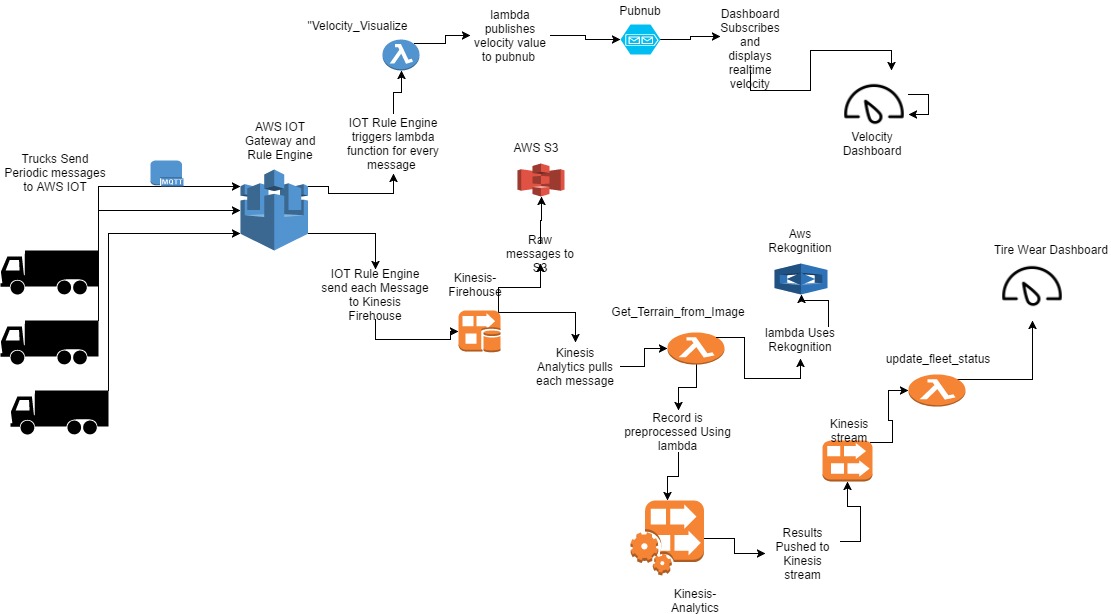 "Velocity_Visualize
lambda
publishes
velocity value
to pubnub
Pubnub
Dashboard
Subscribes
and
displays
realtime
velocity
Velocity
Dashboard
Trucks Send
Periodic messages
to AWS IOT
MQTT
AWS IOT
Gateway and
Rule Engine
IOT Rule Engine
triggers lambda
function for every
message
AWS S3
Raw
messages to
S3
IOT Rule Engine
send each Message
to Kinesis
Firehouse
Kinesis-
Firehouse
Kinesis
Analytics pulls
each message
Get_Terrain_from_Image
Aws
Rekognition
lambda Uses
Rekognition
Record is
preprocessed Using
lambda
Kinesis-
Analytics
Results
Pushed to
Kinesis
stream
Kinesis
stream
update_fleet_status
Tire Wear Dashboard